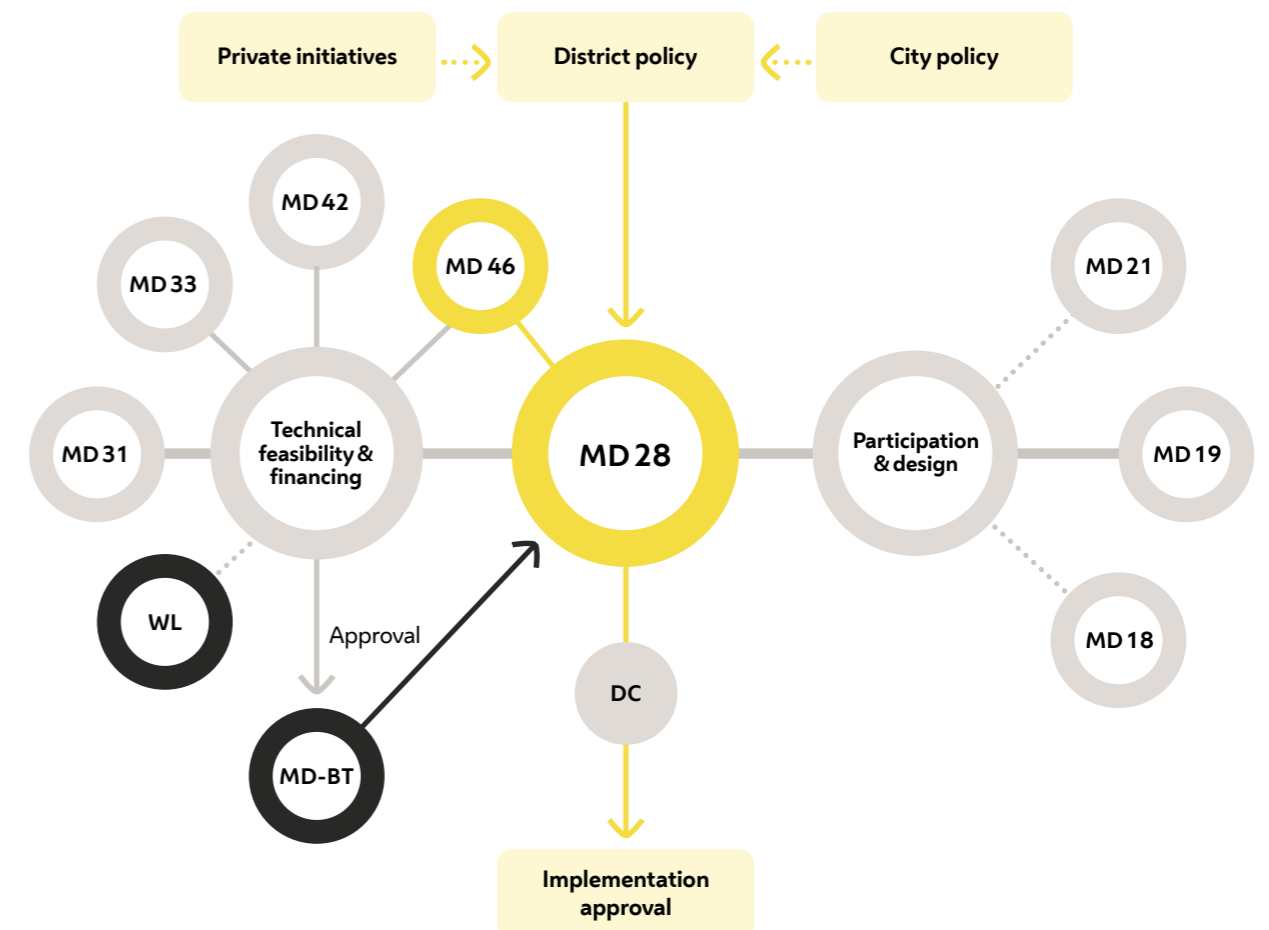 Private initiatives
District policy
City policy
MD 42
MD 33
MD 46
MD 21
MD 31
Technical
feasibility &
financing
MD 28
Participation
& design
MD 19
WL
Approval
MD 18
DC
MD-BT
Implementation
approval